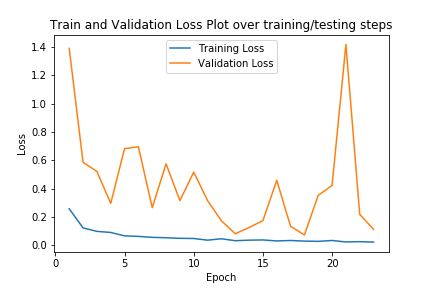 Train and Validation Loss Plot over training/testing steps
Training Loss
Validation Loss
Loss
1.4
1.2
1.0
0.8
0.6
0.4
0.2
0.0
0
5
10
15
20
Epoch